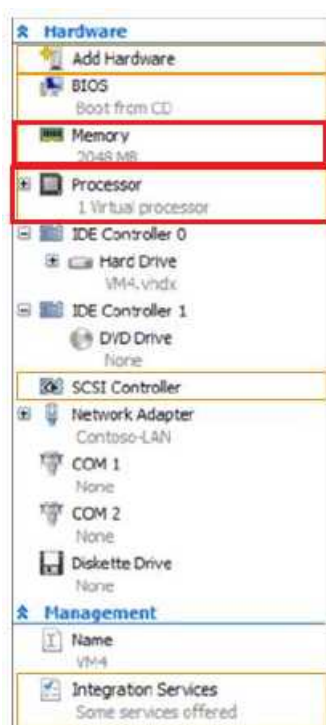 Hardware
Add Hardware
BIOS
Boot from CD
Memory
2048 MB
Processor
1 Virtual processor
IDE Controller 0
Hard Drive
VM4.vhdx
IDE Controller 1
DVD Drive
None
SCSI Controller
Network Adapter
Contoso-LAN
COM 1
None
COM 2
None
Diskette Drive
None
Management
Name
VM4
Integration Services
Some services offered